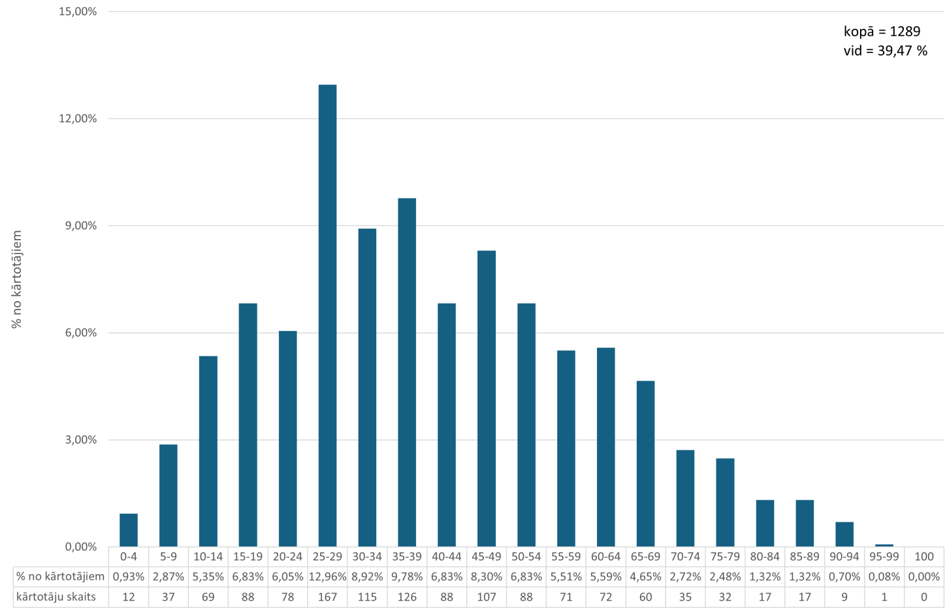 15,00%
kopā = 1289
vid = 39,47 %
12,00%
9,00%
% no kārtotājiem
6,00%
3,00%
0,00%
0-4 5-9 10-14 15-19 20-24 25-29 30-34 35-39 40-44 45-49 50-54 55-59 60-64 65-69 70-74 75-79 80-84 85-89 90-94 95-99 100
% no kārtotājiem 0,93% 2,87% 5,35% 6,83% 6,05% 12,96% 8,92% 9,78% 6,83% 8,30% 6,83% 5,51% 5,59% 4,65% 2,72% 2,48% 1,32% 1,32% 0,70% 0,08% 0,00%
kārtotāju skaits 12 37 69 88 78 167 115 126 88 107 88 71 72 60 35 32 17 17 9 1 0